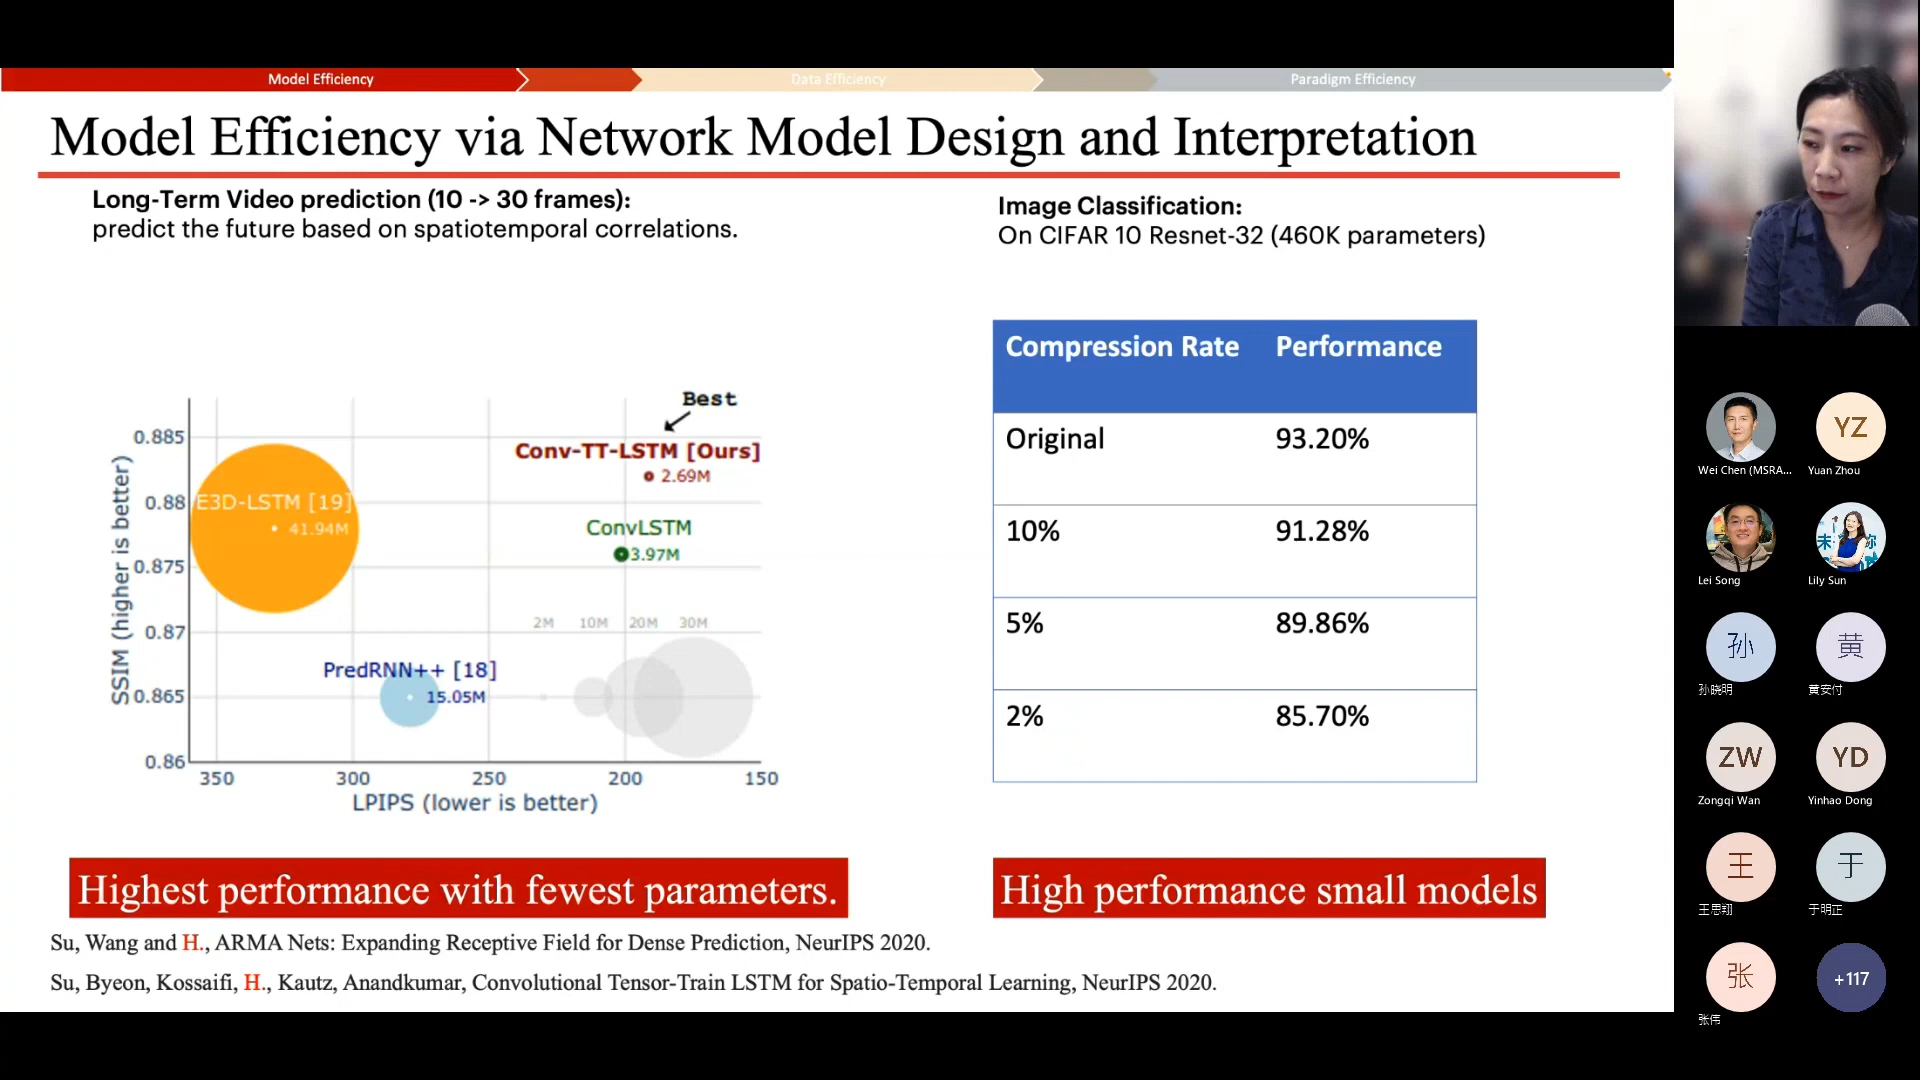 Model Efficiency
Data Efficiency
Paradigm Efficiency
Model Efficiency via Network Model Design and Interpretation
Long-Term Video prediction (10 -> 30 frames):
predict the future based on spatiotemporal correlations.
Image Classification:
On CIFAR 10 Resnet-32 (460K parameters)
SSIM (higher is better)
0.885
0.88
0.875
0.87
0.865
0.86
Best
Conv-TT-LSTM [Ours]
2.69M
E3D-LSTM [19]
41.94M
ConvLSTM
3.97M
2M 10M 20M 30M
PredRNN++ [18]
15.05M
350 300 250 200 150
LPIPS (lower is better)
Compression Rate Performance
Original 93.20%
10% 91.28%
5% 89.86%
2% 85.70%
Highest performance with fewest parameters.
High performance small models
Su, Wang and H., ARMA Nets: Expanding Receptive Field for Dense Prediction, NeurIPS 2020.
Su, Byeon, Kossaifi, H., Kautz, Anandkumar, Convolutional Tensor-Train LSTM for Spatio-Temporal Learning, NeurIPS 2020.
Wei Chen (MSRA...
YZ
Yuan Zhou
Lei Song
未 你
Lily Sun
孙
孙晓明
黄
黄安付
ZW
Zongqi Wan
YD
Yinhao Dong
王
王思翔
于
于明正
张
张伟
+117